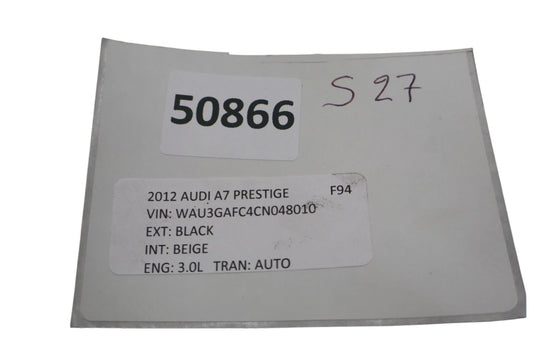 S 27
50866
2012 AUDI A7 PRESTIGE F94
VIN: WAU3GAFC4CN048010
EXT: BLACK
INT: BEIGE
ENG: 3.0L TRAN: AUTO